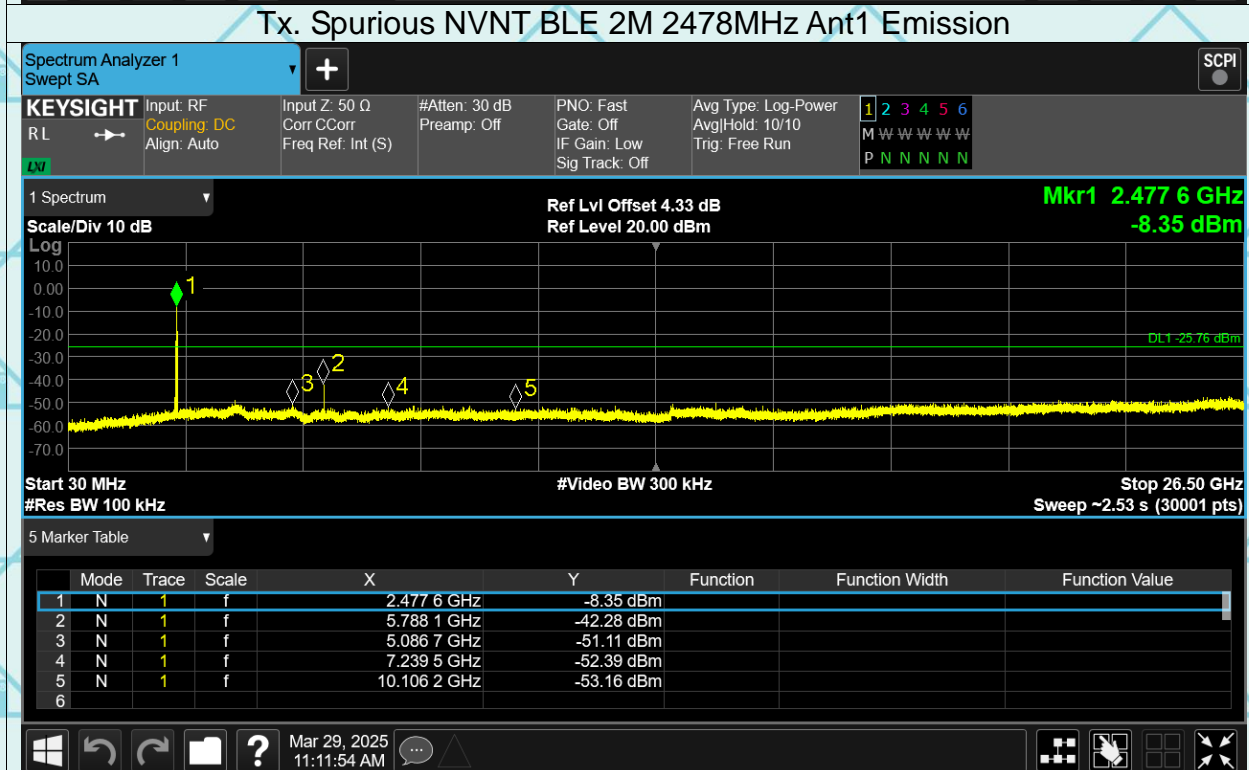 Tx. Spurious NVNT BLE 2M 2478MHz Ant1 Emission
Spectrum Analyzer 1
Swept SA
+
SCPI
KEYSIGHT
R L
LXI
Input: RF
Coupling: DC
Align: Auto
Input Z: 50 Ω
Corr CCorr
Freq Ref: Int (S)
#Atten: 30 dB
Preamp: Off
PNO: Fast
Gate: Off
IF Gain: Low
Sig Track: Off
Avg Type: Log-Power
Avg|Hold: 10/10
Trig: Free Run
1 2 3 4 5 6
M W W W W W
P N N N N N
1 Spectrum
Scale/Div 10 dB
Ref Lvl Offset 4.33 dB
Ref Level 20.00 dBm
Mkr1 2.477 6 GHz
-8.35 dBm
Log
10.0
0.00
-10.0
-20.0
-30.0
-40.0
-50.0
-60.0
-70.0
1
DL1 -25.76 dBm
2
3
4
5
Start 30 MHz
#Video BW 300 kHz
Stop 26.50 GHz
#Res BW 100 kHz
Sweep ~2.53 s (30001 pts)
5 Marker Table
Mode Trace Scale X Y Function Function Width Function Value
1 N 1 f 2.477 6 GHz -8.35 dBm
2 N 1 f 5.788 1 GHz -42.28 dBm
3 N 1 f 5.086 7 GHz -51.11 dBm
4 N 1 f 7.239 5 GHz -52.39 dBm
5 N 1 f 10.106 2 GHz -53.16 dBm
6
?
Mar 29, 2025
11:11:54 AM